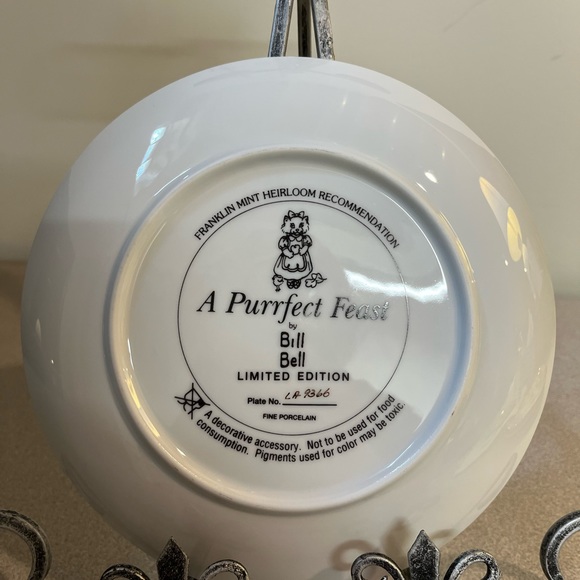 FRANKLIN MINT HEIRLOOM RECOMMENDATION
A Purrfect Feast
by
Bill
Bell
LIMITED EDITION
Plate No. LA 9366
FINE PORCELAIN
A decorative accessory. Not to be used for food
consumption. Pigments used for color may be toxic.